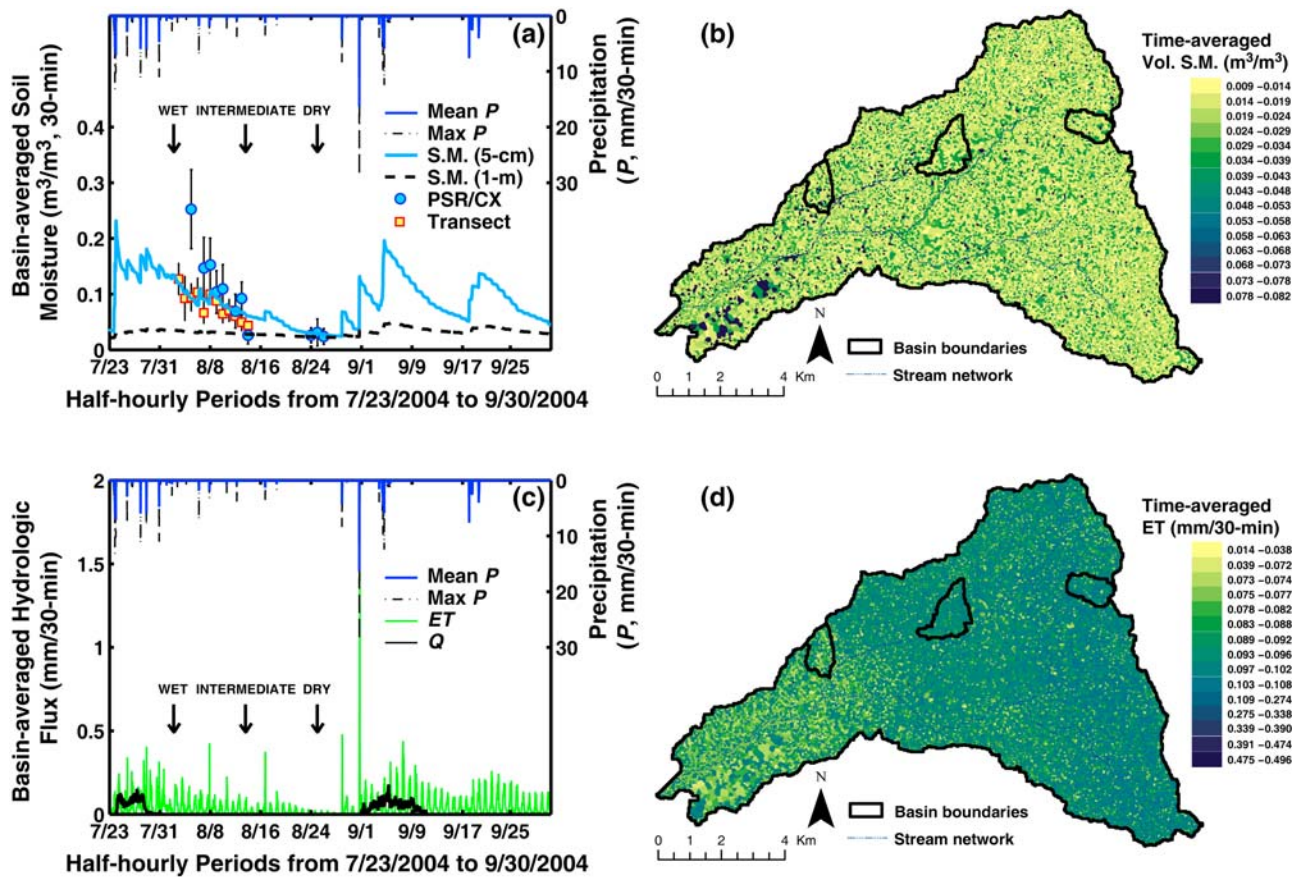 (a)
Basin-averaged Soil
Moisture (m3/m3, 30-min)
0.4
0.3
0.2
0.1
0
0
10
20
30
Precipitation
(P, mm/30-min)
WET INTERMEDIATE DRY
Mean P
Max P
S.M. (5-cm)
S.M. (1-m)
PSR/CX
Transect
7/23 7/31 8/8 8/16 8/24 9/1 9/9 9/17 9/25
Half-hourly Periods from 7/23/2004 to 9/30/2004
(b)
Time-averaged
Vol. S.M. (m3/m3)
0.009 –0.014
0.014 –0.019
0.019 –0.024
0.024 –0.029
0.029 –0.034
0.034 –0.039
0.039 –0.043
0.043 –0.048
0.048 –0.053
0.053 –0.058
0.058 –0.063
0.063 –0.068
0.068 –0.073
0.073 –0.078
0.078 –0.082
N
Basin boundaries
Stream network
0 2 4 Km
(c)
Basin-averaged Hydrologic
Flux (mm/30-min)
2
1.5
1
0.5
0
0
10
20
30
Precipitation
(P, mm/30-min)
Mean P
Max P
ET
Q
WET INTERMEDIATE DRY
7/23 7/31 8/8 8/16 8/24 9/1 9/9 9/17 9/25
Half-hourly Periods from 7/23/2004 to 9/30/2004
(d)
Time-averaged
ET (mm/30-min)
0.014 –0.038
0.039 –0.072
0.073 –0.074
0.075 –0.077
0.078 –0.082
0.083 –0.088
0.089 –0.092
0.093 –0.096
0.097 –0.102
0.103 –0.108
0.109 –0.274
0.275 –0.338
0.339 –0.390
0.391 –0.474
0.475 –0.496
N
Basin boundaries
Stream network
0 2 4 Km